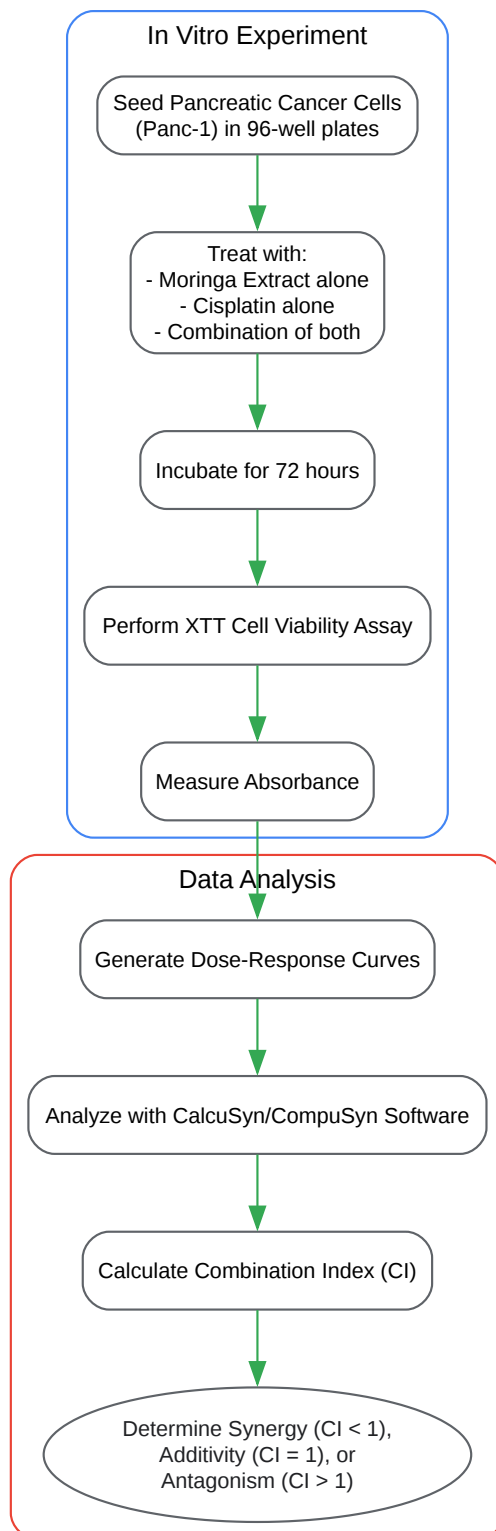 In Vitro Experiment
Seed Pancreatic Cancer Cells
(Panc-1) in 96-well plates
Treat with:
- Moringa Extract alone
- Cisplatin alone
- Combination of both
Incubate for 72 hours
Perform XTT Cell Viability Assay
Measure Absorbance
Data Analysis
Generate Dose-Response Curves
Analyze with CalcuSyn/CompuSyn Software
Calculate Combination Index (CI)
Determine Synergy (CI < 1),
Additivity (CI = 1), or
Antagonism (CI > 1)